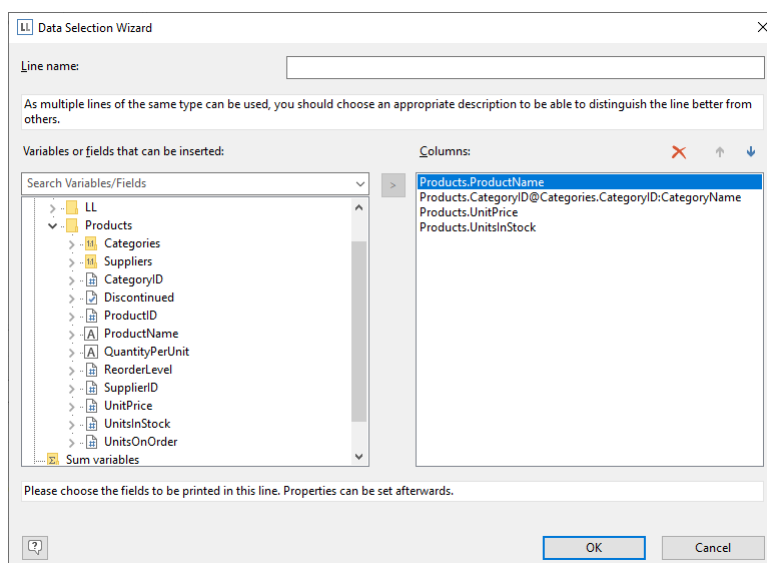 LL Data Selection Wizard
Line name:
As multiple lines of the same type can be used, you should choose an appropriate description to be able to distinguish the line better from
others.
Variables or fields that can be inserted:
Columns:
Search Variables/Fields
>
LL
Products
Categories
Suppliers
CategoryID
Discontinued
ProductID
ProductName
QuantityPerUnit
ReorderLevel
SupplierID
UnitPrice
UnitsInStock
UnitsOnOrder
Sum variables
Products.ProductName
Products.CategoryID@Categories.CategoryID:CategoryName
Products.UnitPrice
Products.UnitsInStock
Please choose the fields to be printed in this line. Properties can be set afterwards.
OK
Cancel